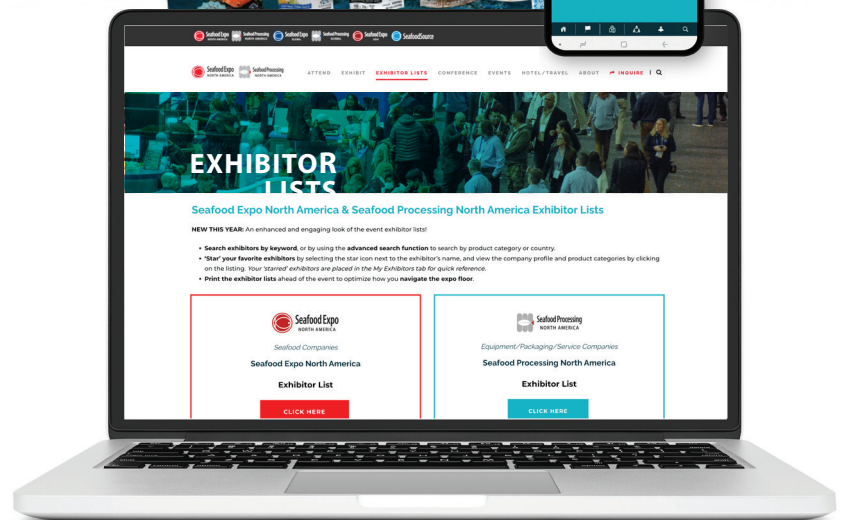 Seafood Expo NORTH AMERICA Seafood Processing NORTH AMERICA Seafood Expo GLOBAL Seafood Processing GLOBAL Seafood Expo ASIA SeafoodSource
Seafood Expo NORTH AMERICA Seafood Processing NORTH AMERICA ATTEND EXHIBIT EXHIBITOR LISTS CONFERENCE EVENTS HOTEL/TRAVEL ABOUT INQUIRE |
EXHIBITOR
LISTS
Seafood Expo North America & Seafood Processing North America Exhibitor Lists
NEW THIS YEAR: An enhanced and engaging look of the event exhibitor lists!
• Search exhibitors by keyword, or by using the advanced search function to search by product category or country.
• 'Star' your favorite exhibitors by selecting the star icon next to the exhibitor's name, and view the company profile and product categories by clicking
on the listing. Your 'starred' exhibitors are placed in the My Exhibitors tab for quick reference.
• Print the exhibitor lists ahead of the event to optimize how you navigate the expo floor.
Seafood Expo
NORTH AMERICA
Seafood Companies
Seafood Expo North America
Exhibitor List
CLICK HERE
Seafood Processing
NORTH AMERICA
Equipment/Packaging/Service Companies
Seafood Processing North America
Exhibitor List
CLICK HERE